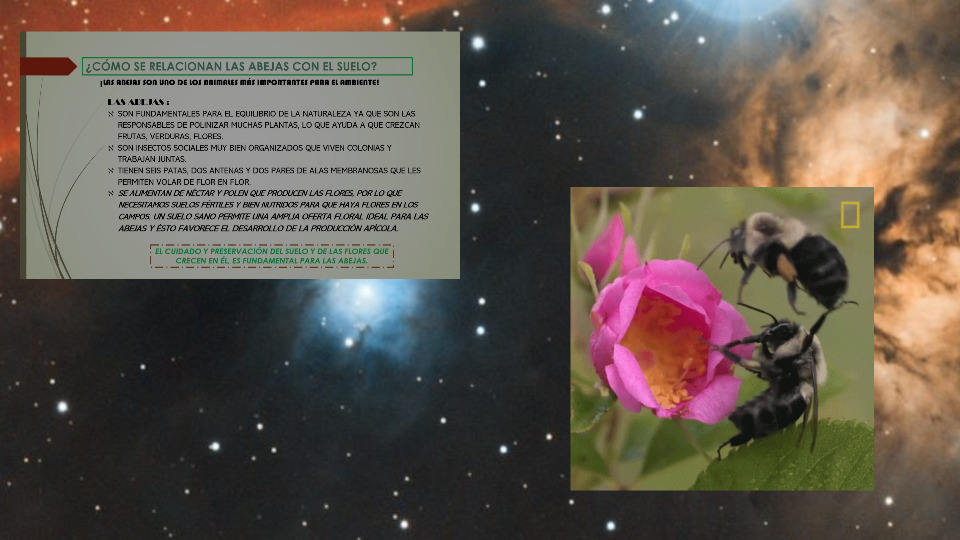 ¿CÓMO SE RELACIONAN LAS ABEJAS CON EL SUELO?
¡LAS ABEJAS SON UNO DE LOS ANIMALES MÁS IMPORTANTES PARA EL AMBIENTE!
LAS ABEJAS :
SON FUNDAMENTALES PARA EL EQUILIBRIO DE LA NATURALEZA YA QUE SON LAS
RESPONSABLES DE POLINIZAR MUCHAS PLANTAS, LO QUE AYUDA A QUE CREZCAN
FRUTAS, VERDURAS, FLORES.
SON INSECTOS SOCIALES MUY BIEN ORGANIZADOS QUE VIVEN COLONIAS Y
TRABAJAN JUNTAS.
TIENEN SEIS PATAS, DOS ANTENAS Y DOS PARES DE ALAS MEMBRANOSAS QUE LES
PERMITEN VOLAR DE FLOR EN FLOR.
SE ALIMENTAN DE NÉCTAR Y POLEN QUE PRODUCEN LAS FLORES, POR LO QUE
NECESITAMOS SUELOS FÉRTILES Y BIEN NUTRIDOS PARA QUE HAYA FLORES EN LOS
CAMPOS. UN SUELO SANO PERMITE UNA AMPLIA OFERTA FLORAL IDEAL PARA LAS
ABEJAS Y ÉSTO FAVORECE EL DESARROLLO DE LA PRODUCCIÓN APÍCOLA.
EL CUIDADO Y PRESERVACIÓN DEL SUELO Y DE LAS FLORES QUE
CRECEN EN ÉL, ES FUNDAMENTAL PARA LAS ABEJAS.